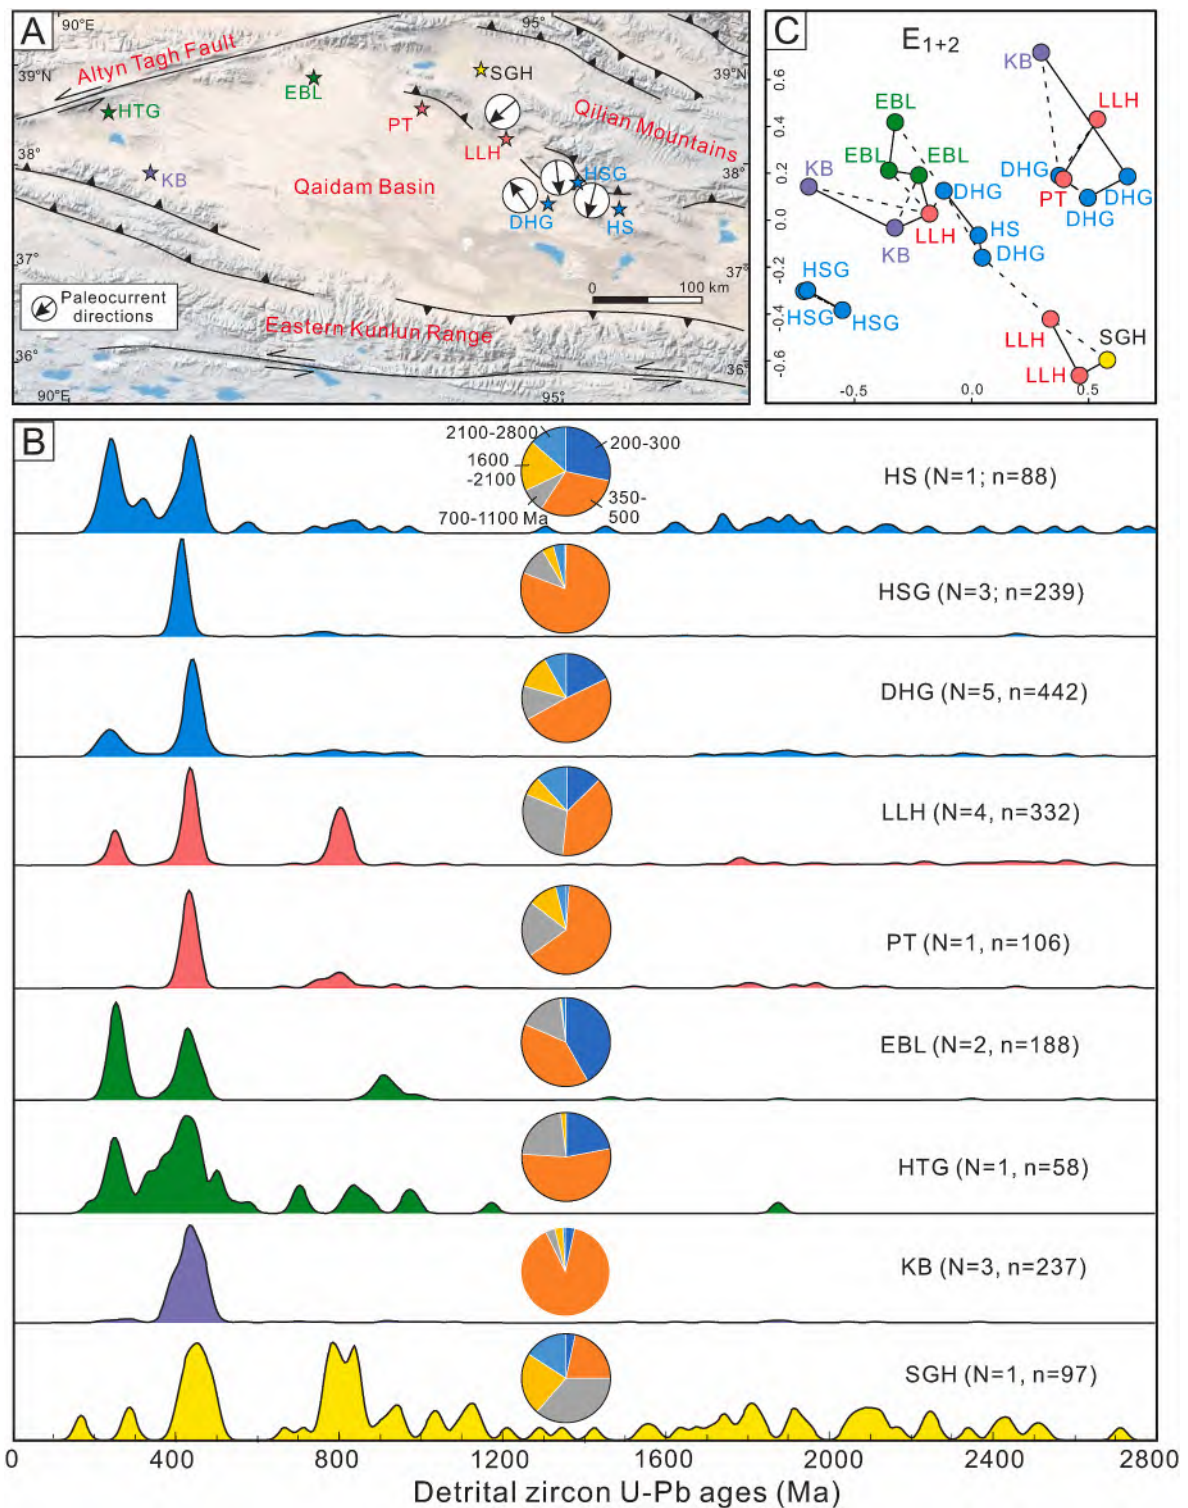 A
90°E
95°
39°N
39°N
Altyn Tagh Fault
SGH
EBL
HTG
PT
Qilian Mountains
LLH
38°
38°
KB
Qaidam Basin
HSG
DHG
HS
37°
37°
Paleocurrent
directions
0
100 km
Eastern Kunlun Range
36°
36°
90°E
95°
C
E1+2
KB
LLH
EBL
EBL
EBL
KB
DHG
DHG
PT
DHG
DHG
LLH
HS
KB
DHG
HSG
HSG
HSG
LLH
SGH
LLH
0.6
0.4
0.2
0.0
-0.2
-0.4
-0.6
-0.5
0.0
0.5
B
2100-2800
200-300
1600
-2100
350-
500
700-1100 Ma
HS (N=1; n=88)
HSG (N=3; n=239)
DHG (N=5, n=442)
LLH (N=4, n=332)
PT (N=1, n=106)
EBL (N=2, n=188)
HTG (N=1, n=58)
KB (N=3, n=237)
SGH (N=1, n=97)
0 400 800 1200 1600 2000 2400 2800
Detrital zircon U-Pb ages (Ma)